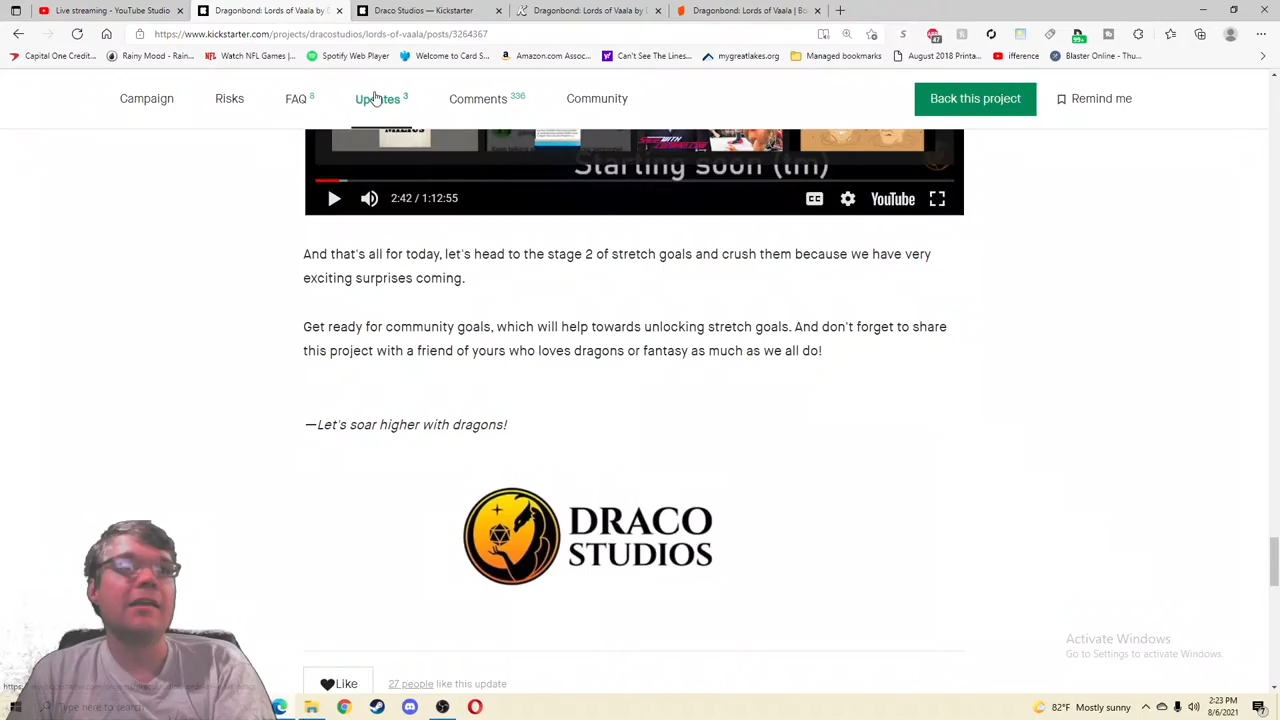 Live streaming - YouTube Studio
Dragonbond: Lords of Vaala by D
Draco Studios — Kickstarter
Dragonbond: Lords of Vaala by D
Dragonbond: Lords of Vaala | Bo
https://www.kickstarter.com/projects/dracostudios/lords-of-vaala/posts/3264367
Capital One Credit...
Rainy Mood - Rain...
Watch NFL Games |...
Spotify Web Player
Welcome to Card S...
Amazon.com Assoc...
Can't See The Lines...
mygreatlakes.org
Managed bookmarks
August 2018 Printa...
ifference
Blaster Online - Thu...
Campaign
Risks
FAQ 8
Updates 3
Comments 336
Community
Back this project
Remind me
Starting soon (tm)
2:42 / 1:12:55
YouTube
And that's all for today, let's head to the stage 2 of stretch goals and crush them because we have very
exciting surprises coming.
Get ready for community goals, which will help towards unlocking stretch goals. And don't forget to share
this project with a friend of yours who loves dragons or fantasy as much as we all do!
—Let's soar higher with dragons!
DRACO
STUDIOS
Activate Windows
Go to Settings to activate Windows.
Like
27 people like this update
Type here to search
82°F Mostly sunny
2:23 PM
8/6/2021